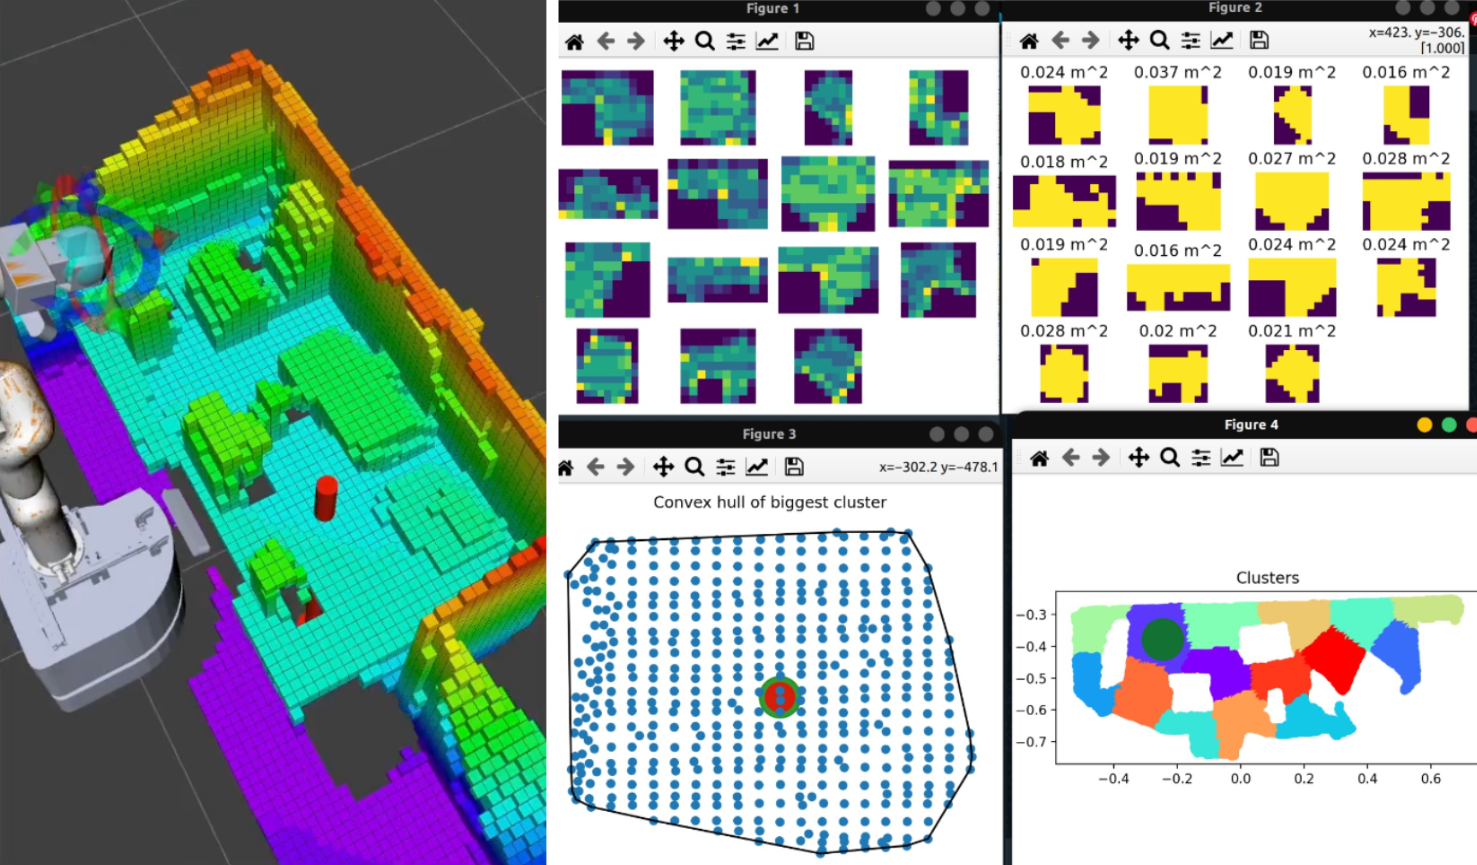 Figure 1
Figure 2
x=423. y=-306.
[1.000]
0.024 m^2 0.037 m^2 0.019 m^2 0.016 m^2
0.018 m^2 0.019 m^2 0.027 m^2 0.028 m^2
0.019 m^2 0.016 m^2 0.024 m^2 0.024 m^2
0.028 m^2 0.02 m^2 0.021 m^2
Figure 3
x=−302.2 y=−478.1
Convex hull of biggest cluster
Figure 4
Clusters
−0.3
−0.4
−0.5
−0.6
−0.7
−0.4 −0.2 0.0 0.2 0.4 0.6